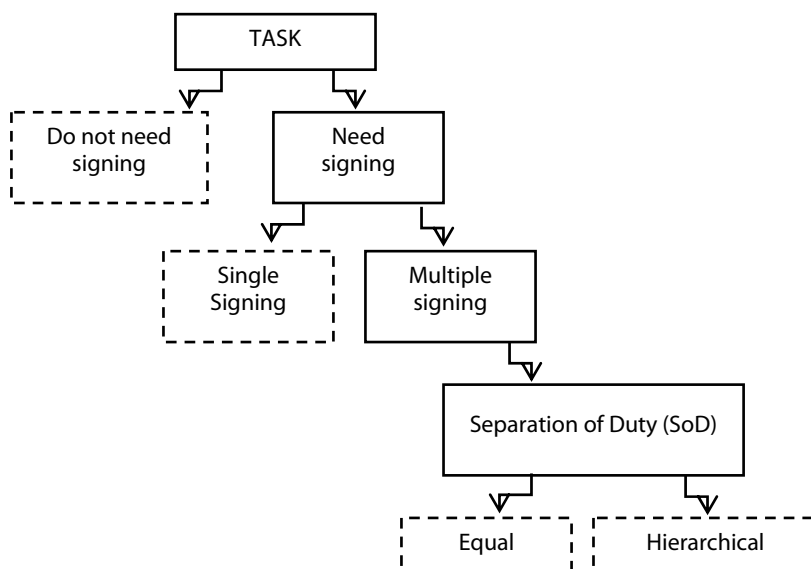 TASK
Do not need
signing
Need
signing
Single
Signing
Multiple
signing
Separation of Duty (SoD)
Equal
Hierarchical